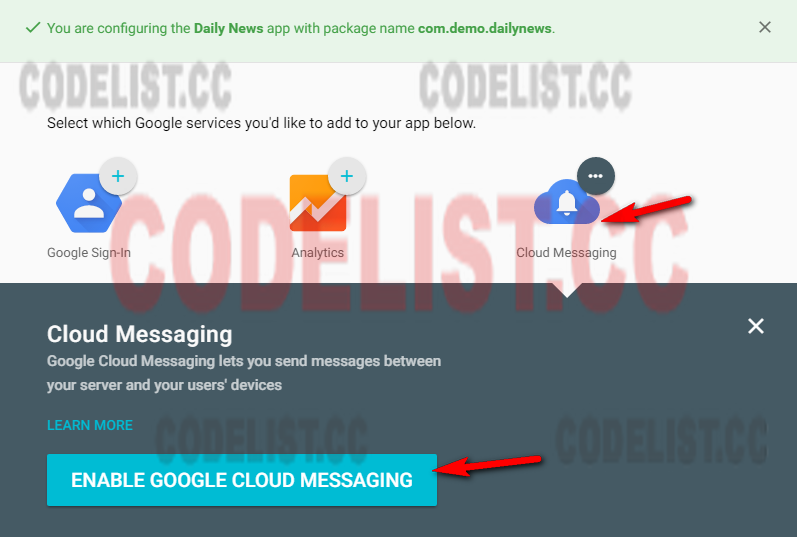 You are configuring the Daily News app with package name com.demo.dailynews.
CODELIST.CC CODELIST.CC
Select which Google services you'd like to add to your app below.
Google Sign-In Analytics Cloud Messaging
CODELIST.CC
Cloud Messaging
Google Cloud Messaging lets you send messages between
your server and your users' devices
LEARN MORE
CODELIST.CC CODELIST.CC
ENABLE GOOGLE CLOUD MESSAGING